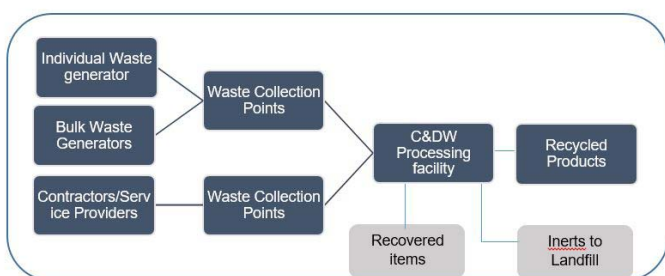 Individual Waste
generator
Waste Collection
Points
Bulk Waste
Generators
C&DW
Processing
facility
Recycled
Products
Contractors/Serv
ice Providers
Waste Collection
Points
Recovered
items
Inerts to
Landfill